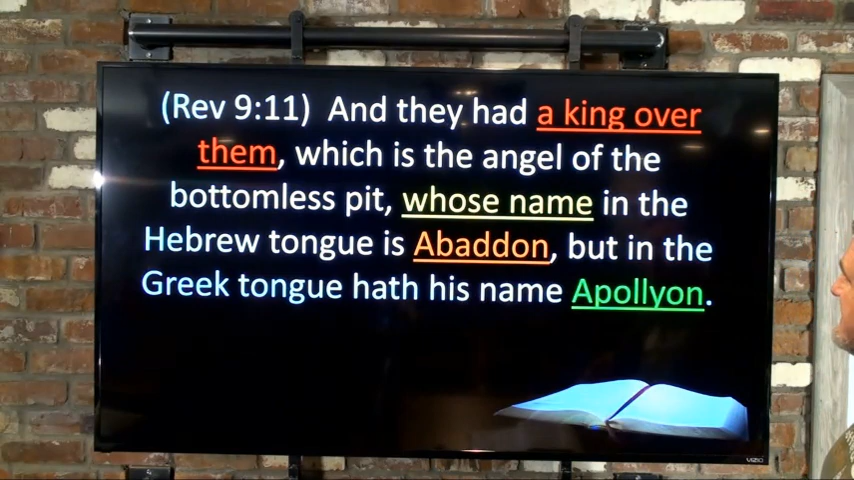 (Rev 9:11) And they had a king over
them, which is the angel of the
bottomless pit, whose name in the
Hebrew tongue is Abaddon, but in the
Greek tongue hath his name Apollyon.
VIZIO